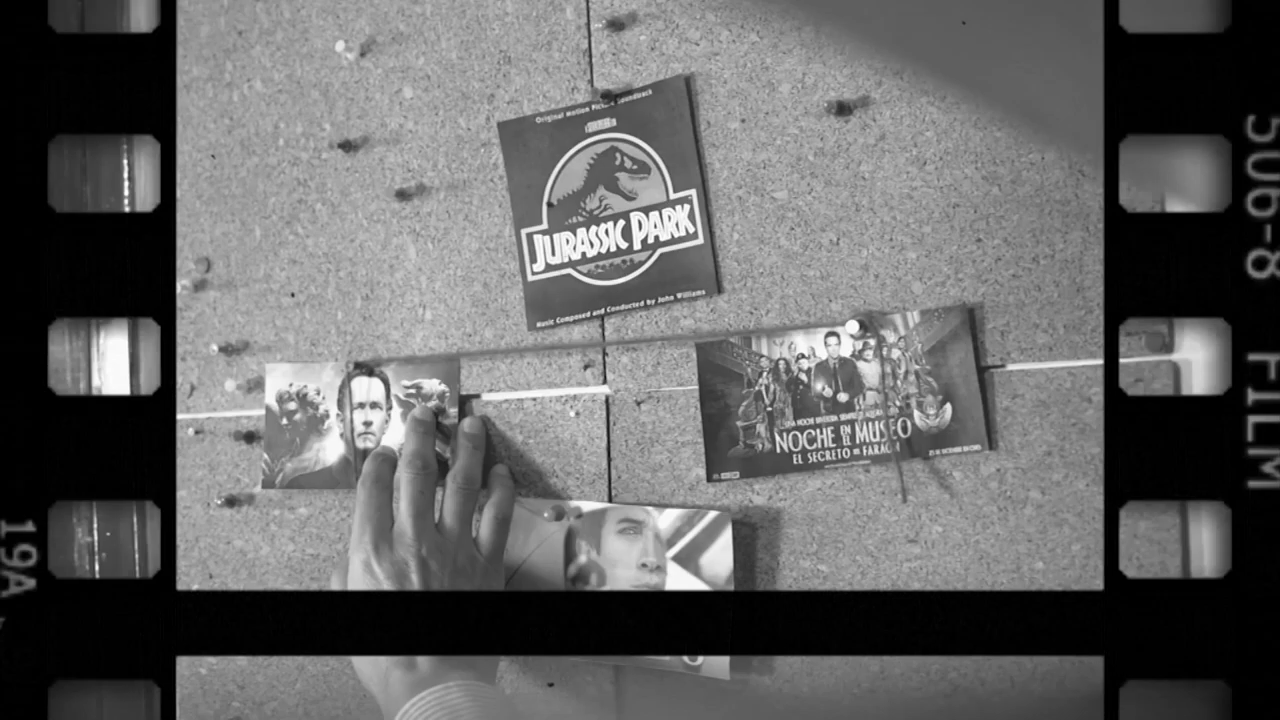 Original Motion Picture Soundtrack
JURASSIC PARK
Music Composed and Conducted by John Williams
NOCHE EN EL MUSEO
EL SECRETO DEL FARAÓN
506-8 FILM
19A